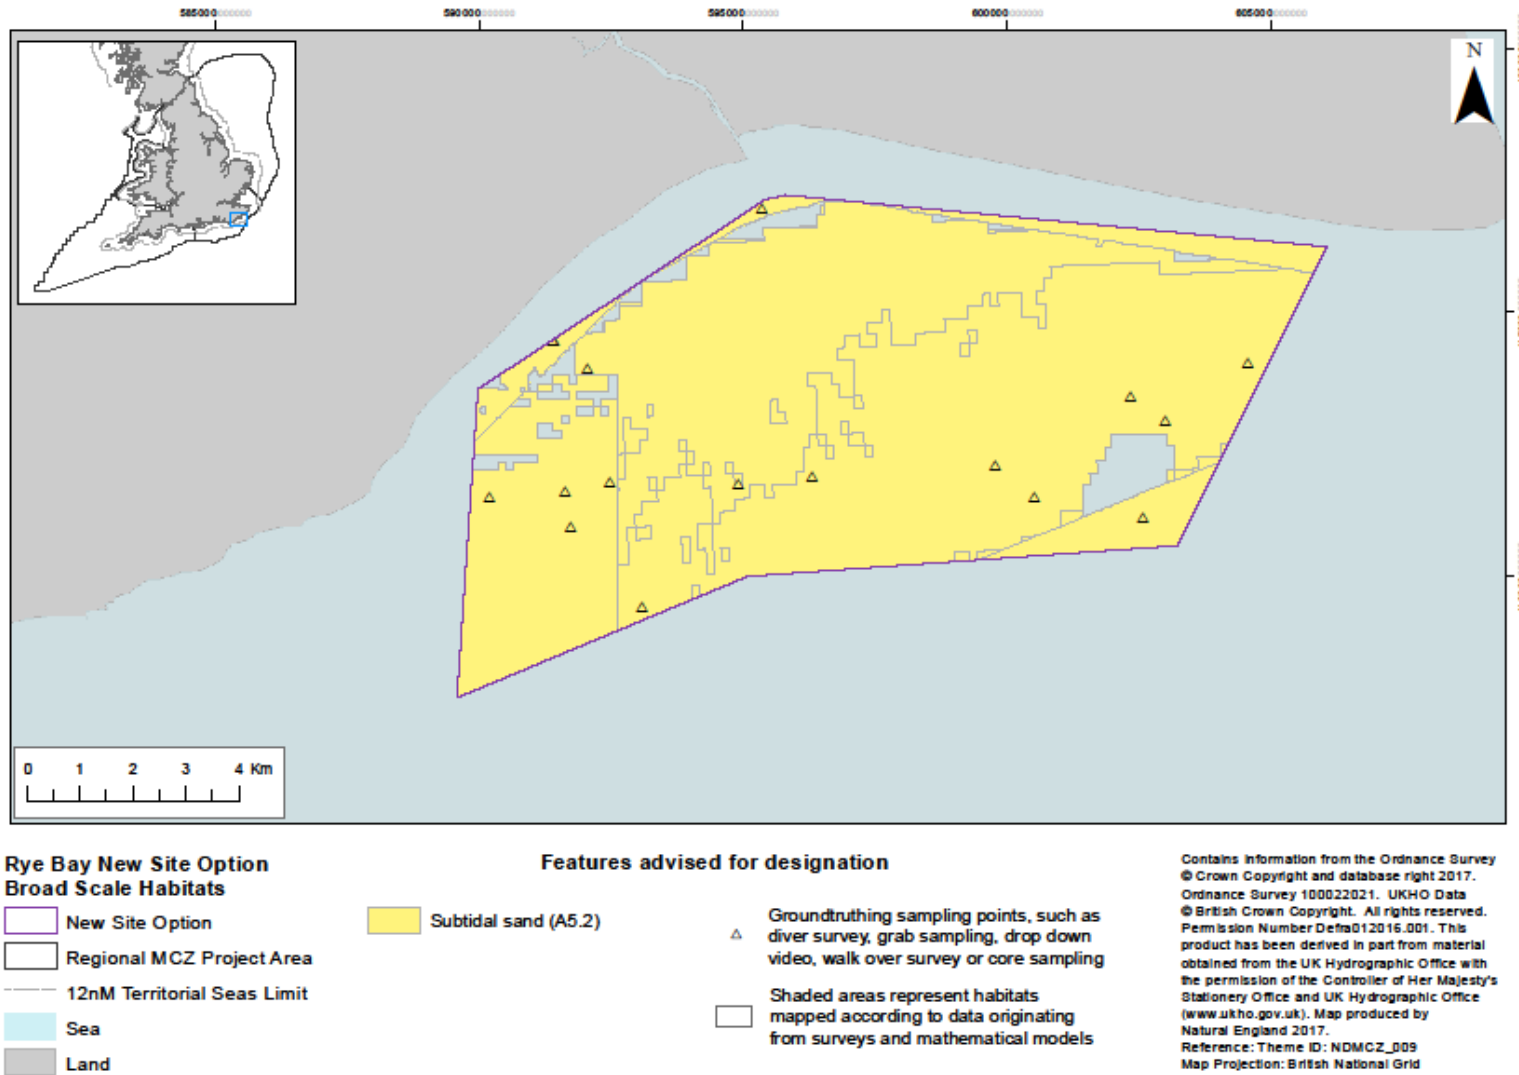 585000000000
590000000000
595000000000
600000000000
605000000000
N
0 1 2 3 4 Km
Rye Bay New Site Option
Broad Scale Habitats
New Site Option
Regional MCZ Project Area
12nM Territorial Seas Limit
Sea
Land
Features advised for designation
Subtidal sand (A5.2)
Groundtruthing sampling points, such as
diver survey, grab sampling, drop down
video, walk over survey or core sampling
Shaded areas represent habitats
mapped according to data originating
from surveys and mathematical models
Contains information from the Ordnance Survey
© Crown Copyright and database right 2017.
Ordnance Survey 100022021. UKHO Data
© British Crown Copyright. All rights reserved.
Permission Number Defra012016.001. This
product has been derived in part from material
obtained from the UK Hydrographic Office with
the permission of the Controller of Her Majesty's
Stationery Office and UK Hydrographic Office
(www.ukho.gov.uk). Map produced by
Natural England 2017.
Reference: Theme ID: NDMCZ_009
Map Projection: British National Grid